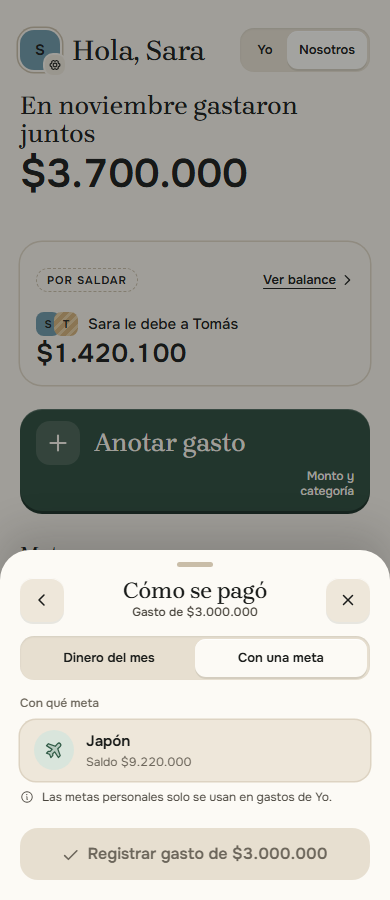 S
Hola, Sara
Yo
Nosotros
En noviembre gastaron
juntos
$3.700.000
POR SALDAR
Ver balance
S
T
Sara le debe a Tomás
$1.420.100
Anotar gasto
Monto y
categoría
Cómo se pagó
Gasto de $3.000.000
Dinero del mes
Con una meta
Con qué meta
Japón
Saldo $9.220.000
Las metas personales solo se usan en gastos de Yo.
Registrar gasto de $3.000.000